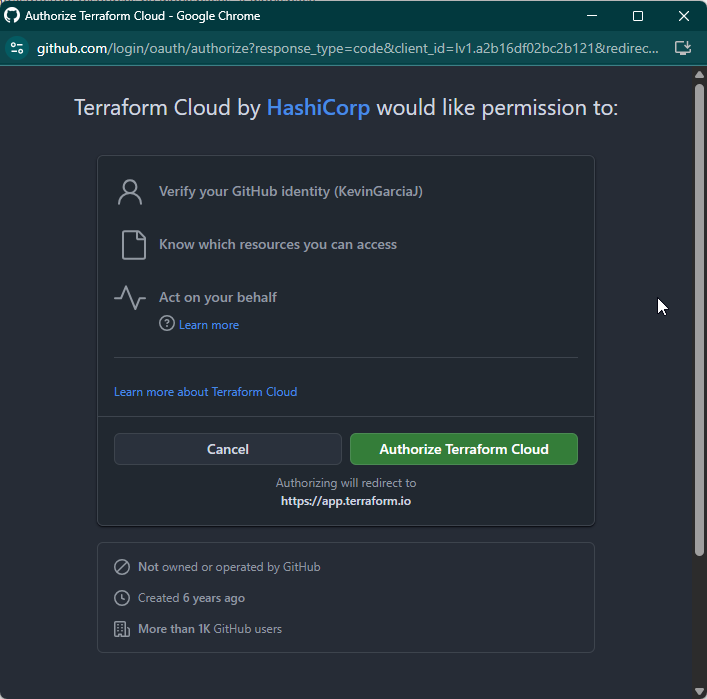 Authorize Terraform Cloud - Google Chrome
github.com/login/oauth/authorize?response_type=code&client_id=lv1.a2b16df02bc2b121&redirec...
Terraform Cloud by HashiCorp would like permission to:
Verify your GitHub identity (KevinGarciaJ)
Know which resources you can access
Act on your behalf
Learn more
Learn more about Terraform Cloud
Cancel
Authorize Terraform Cloud
Authorizing will redirect to
https://app.terraform.io
Not owned or operated by GitHub
Created 6 years ago
More than 1K GitHub users